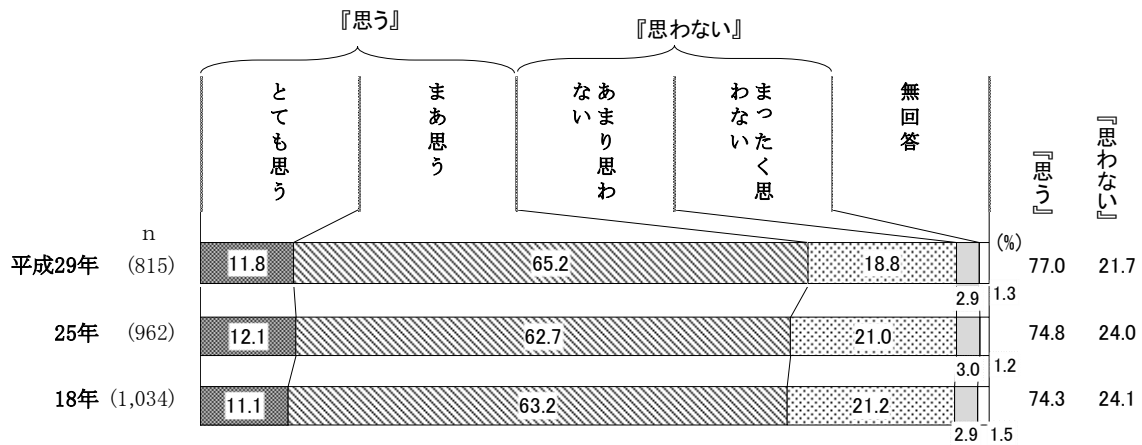 『思う』
『思わない』
とても思う
まあ思う
あまり思わ
ない
まったく思
わない
無回答
『思う』
『思わない』
n
(%)
平成29年 (815) 11.8 65.2 18.8 77.0 21.7
2.9 1.3
25年 (962) 12.1 62.7 21.0 74.8 24.0
3.0 1.2
18年 (1,034) 11.1 63.2 21.2 74.3 24.1
2.9 1.5